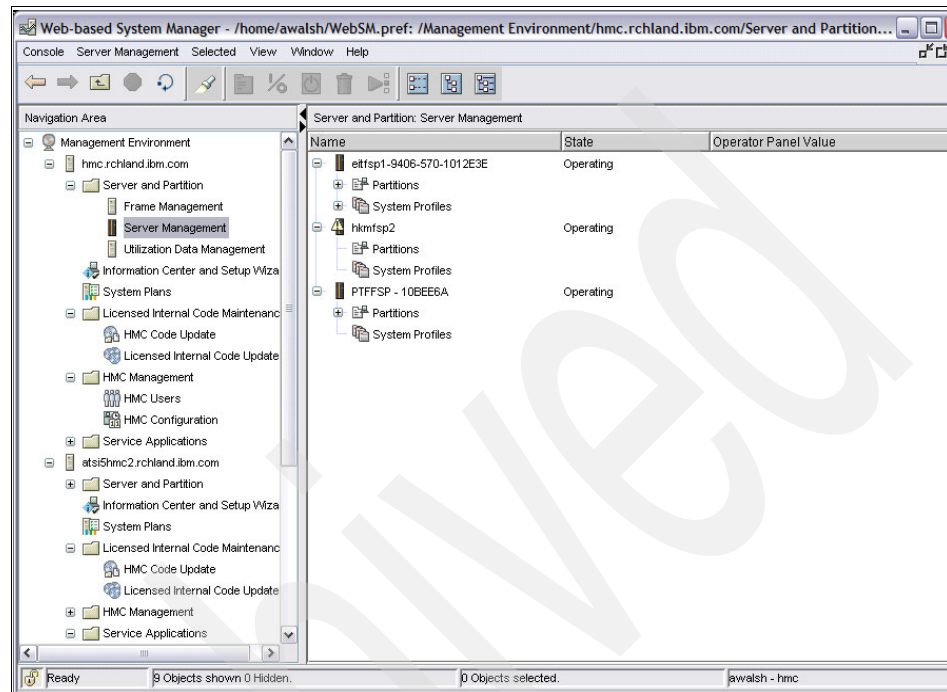 Web-based System Manager - /home/awalsh/WebSM.pref: /Management Environment/hmc.rchland.ibm.com/Server and Partition...
Console Server Management Selected View Window Help
Navigation Area
Management Environment
hmc.rchland.ibm.com
Server and Partition
Frame Management
Server Management
Utilization Data Management
Information Center and Setup Wiza
System Plans
Licensed Internal Code Maintenanc
HMC Code Update
Licensed Internal Code Update
HMC Management
HMC Users
HMC Configuration
Service Applications
atsi5hmc2.rchland.ibm.com
Server and Partition
Information Center and Setup Wiza
System Plans
Licensed Internal Code Maintenanc
HMC Code Update
Licensed Internal Code Update
HMC Management
Service Applications
Server and Partition: Server Management
Name State Operator Panel Value
eitfsp1-9406-570-1012E3E Operating
Partitions
System Profiles
hkmfsp2 Operating
Partitions
System Profiles
PTFFSP - 10BEE6A Operating
Partitions
System Profiles
Ready 9 Objects shown 0 Hidden. 0 Objects selected. awalsh - hmc
hived